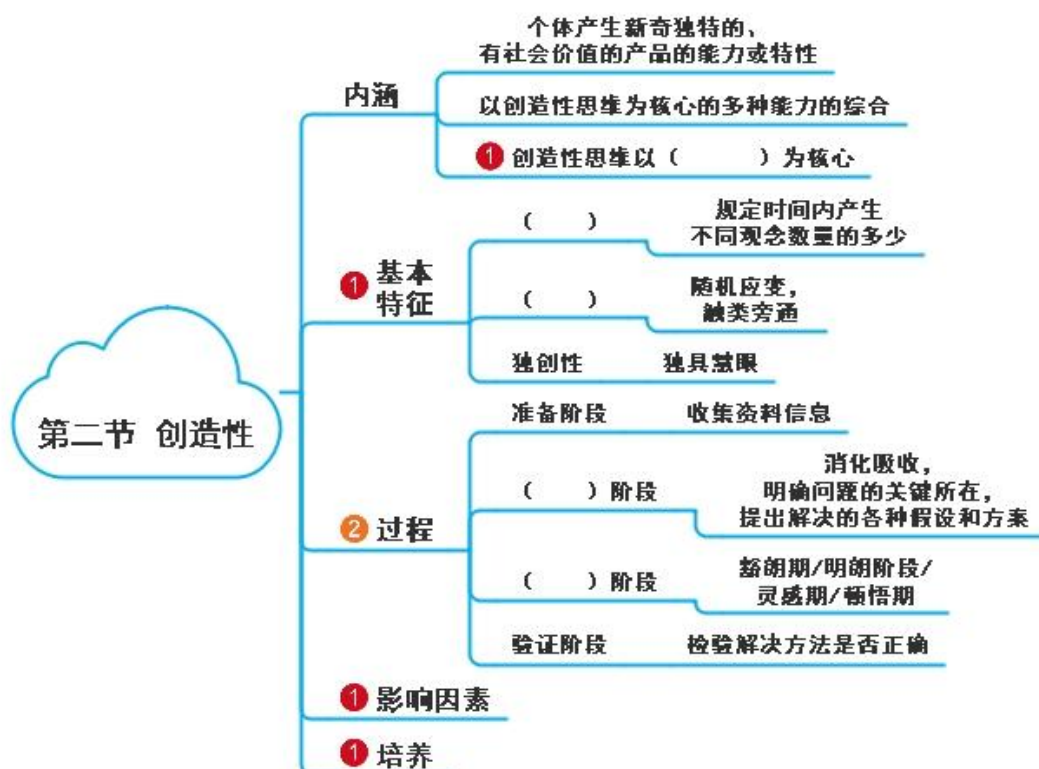 第二节 创造性
内涵
个体产生新奇独特的、
有社会价值的产品的能力或特性
以创造性思维为核心的多种能力的综合
1 创造性思维以（ ）为核心
1 基本
特征
（ ）
规定时间内产生
不同观念数量的多少
（ ）
随机应变，
触类旁通
独创性
独具慧眼
2 过程
准备阶段
收集资料信息
（ ）阶段
消化吸收，
明确问题的关键所在，
提出解决的各种假设和方案
（ ）阶段
豁朗期/明朗阶段/
灵感期/顿悟期
验证阶段
检验解决方法是否正确
1 影响因素
1 培养